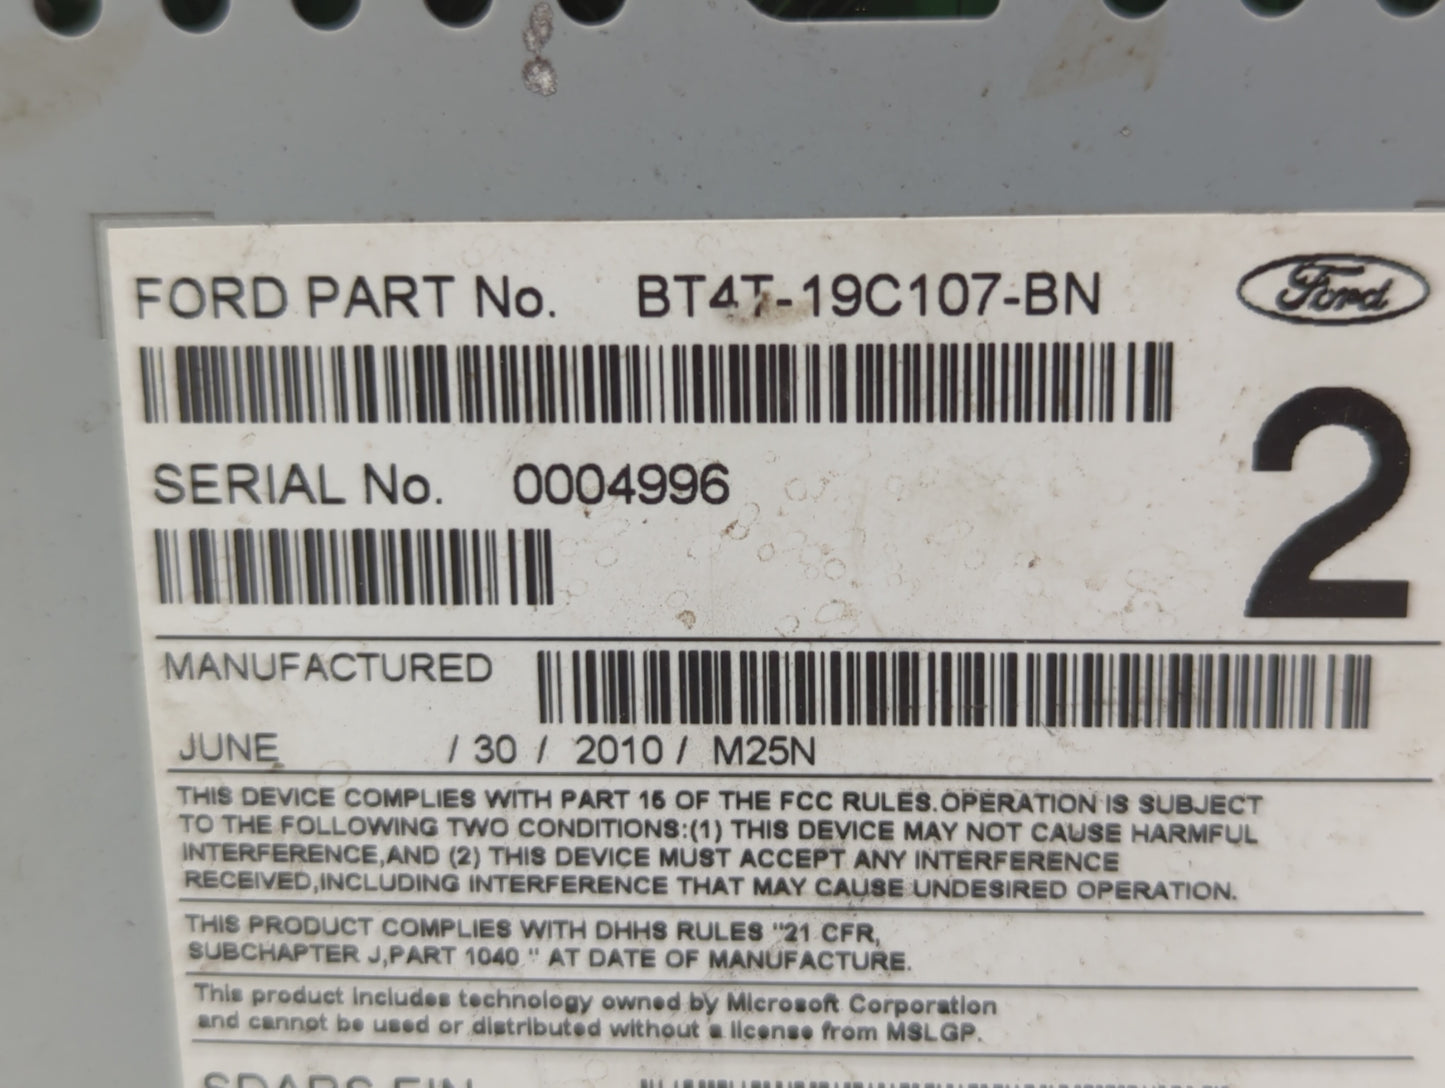 FORD PART No. BT4T-19C107-BN
Ford
SERIAL No. 0004996
2
MANUFACTURED
JUNE / 30 / 2010 / M25N
THIS DEVICE COMPLIES WITH PART 15 OF THE FCC RULES.OPERATION IS SUBJECT
TO THE FOLLOWING TWO CONDITIONS:(1) THIS DEVICE MAY NOT CAUSE HARMFUL
INTERFERENCE,AND (2) THIS DEVICE MUST ACCEPT ANY INTERFERENCE
RECEIVED,INCLUDING INTERFERENCE THAT MAY CAUSE UNDESIRED OPERATION.
THIS PRODUCT COMPLIES WITH DHHS RULES "21 CFR,
SUBCHAPTER J,PART 1040 " AT DATE OF MANUFACTURE.
This product includes technology owned by Microsoft Corporation
and cannot be used or distributed without a license from MSLGP.